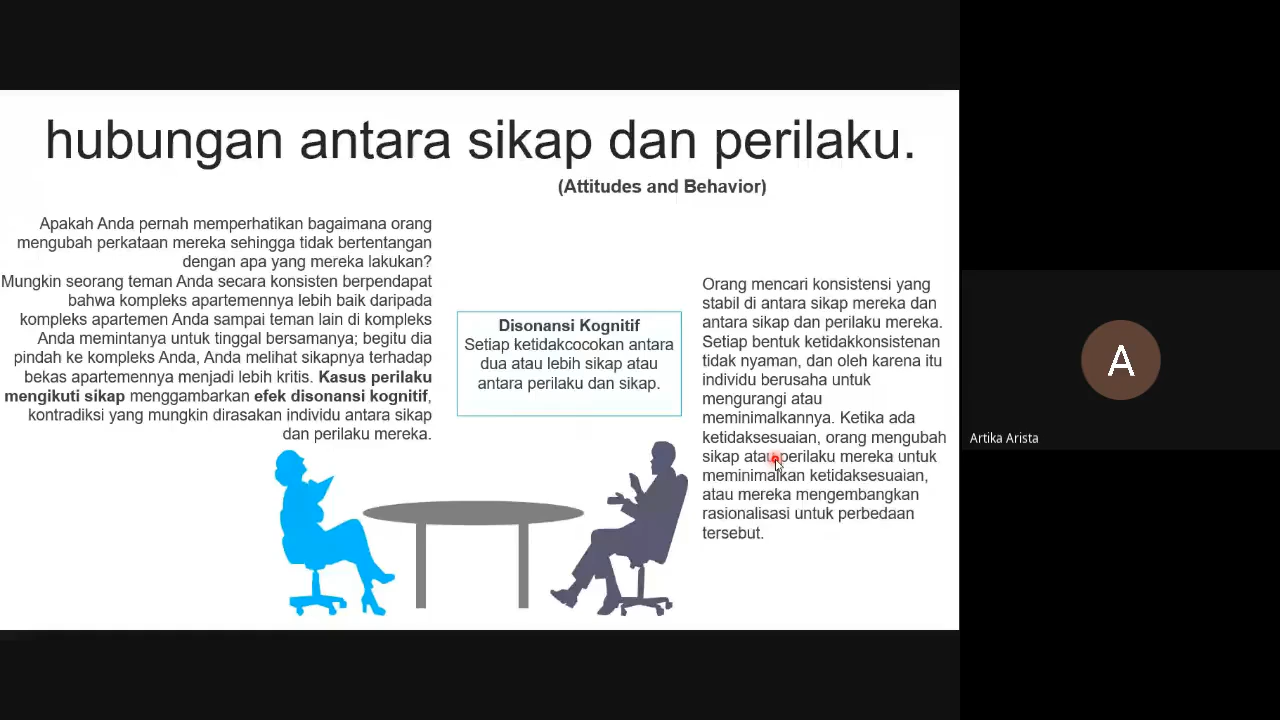 hubungan antara sikap dan perilaku.
(Attitudes and Behavior)
Apakah Anda pernah memperhatikan bagaimana orang
mengubah perkataan mereka sehingga tidak bertentangan
dengan apa yang mereka lakukan?
Mungkin seorang teman Anda secara konsisten berpendapat
bahwa kompleks apartemennya lebih baik daripada
kompleks apartemen Anda sampai teman lain di kompleks
Anda memintanya untuk tinggal bersamanya; begitu dia
pindah ke kompleks Anda, Anda melihat sikapnya terhadap
bekas apartemennya menjadi lebih kritis. Kasus perilaku
mengikuti sikap menggambarkan efek disonansi kognitif,
kontradiksi yang mungkin dirasakan individu antara sikap
dan perilaku mereka.
Disonansi Kognitif
Setiap ketidakcocokan antara
dua atau lebih sikap atau
antara perilaku dan sikap.
Orang mencari konsistensi yang
stabil di antara sikap mereka dan
antara sikap dan perilaku mereka.
Setiap bentuk ketidakkonsistenan
tidak nyaman, dan oleh karena itu
individu berusaha untuk
mengurangi atau
meminimalkannya. Ketika ada
ketidaksesuaian, orang mengubah
sikap atau perilaku mereka untuk
meminimalkan ketidaksesuaian,
atau mereka mengembangkan
rasionalisasi untuk perbedaan
tersebut.
A
Artika Arista